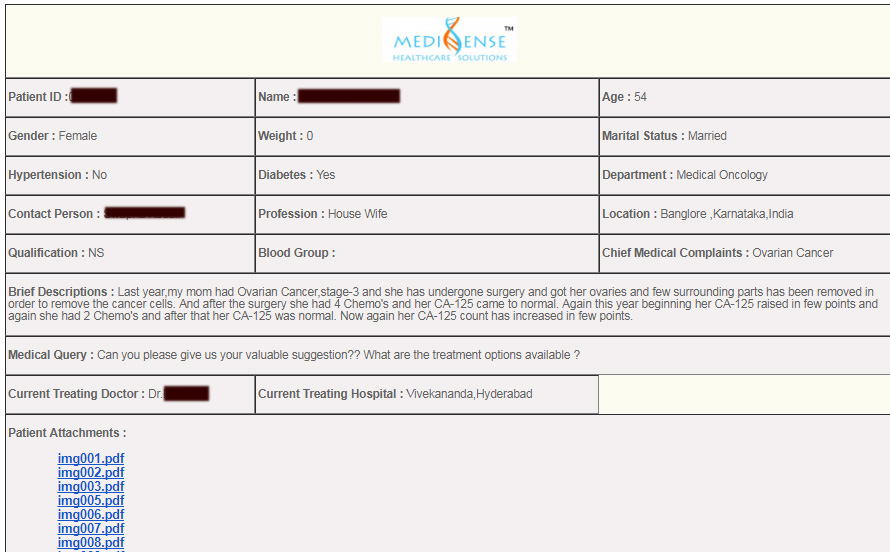 MEDISENSE™
HEALTHCARE SOLUTIONS
Patient ID :
Name :
Age : 54
Gender : Female
Weight : 0
Marital Status : Married
Hypertension : No
Diabetes : Yes
Department : Medical Oncology
Contact Person :
Profession : House Wife
Location : Banglore ,Karnataka,India
Qualification : NS
Blood Group :
Chief Medical Complaints : Ovarian Cancer
Brief Descriptions : Last year,my mom had Ovarian Cancer,stage-3 and she has undergone surgery and got her ovaries and few surrounding parts has been removed in
order to remove the cancer cells. And after the surgery she had 4 Chemo's and her CA-125 came to normal. Again this year beginning her CA-125 raised in few points and
again she had 2 Chemo's and after that her CA-125 was normal. Now again her CA-125 count has increased in few points.
Medical Query : Can you please give us your valuable suggestion?? What are the treatment options available ?
Current Treating Doctor : Dr.
Current Treating Hospital : Vivekananda,Hyderabad
Patient Attachments :
img001.pdf
img002.pdf
img003.pdf
img005.pdf
img006.pdf
img007.pdf
img008.pdf